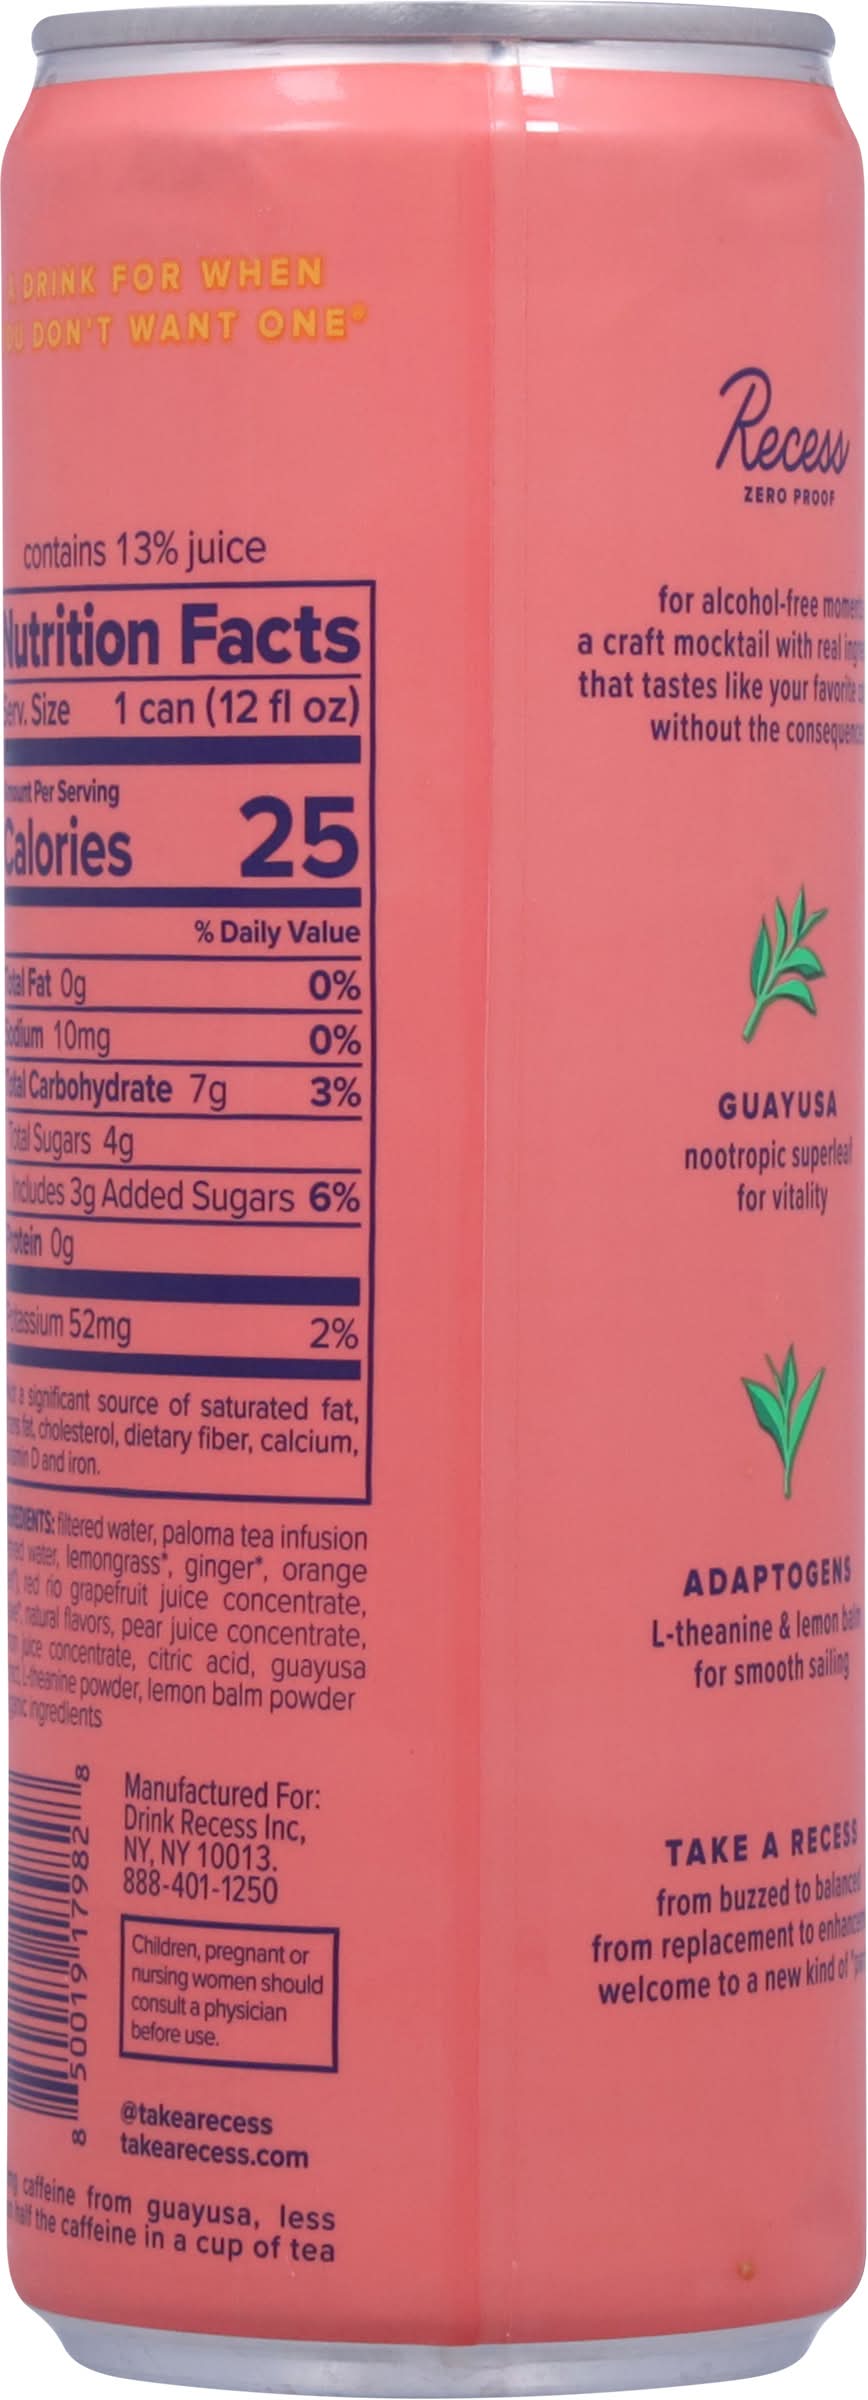 DRINK FOR WHEN
DON'T WANT ONE®
contains 13% juice
Nutrition Facts
Serv. Size 1 can (12 fl oz)
Amount Per Serving
Calories 25
% Daily Value
Total Fat 0g 0%
Sodium 10mg 0%
Total Carbohydrate 7g 3%
Total Sugars 4g
Includes 3g Added Sugars 6%
Protein 0g
Potassium 52mg 2%
a significant source of saturated fat,
fat, cholesterol, dietary fiber, calcium,
D and iron.
INGREDIENTS: filtered water, paloma tea infusion
water, lemongrass*, ginger*, orange
red rio grapefruit juice concentrate,
natural flavors, pear juice concentrate,
juice concentrate, citric acid, guayusa
L-theanine powder, lemon balm powder
ingredients
8 50019 17982 8
Manufactured For:
Drink Recess Inc,
NY, NY 10013.
888-401-1250
Children, pregnant or
nursing women should
consult a physician
before use.
@takearecess
takearecess.com
caffeine from guayusa, less
half the caffeine in a cup of tea
Recess
ZERO PROOF
for alcohol-free
a craft mocktail with real
that tastes like your favorite
without the
GUAYUSA
nootropic superleaf
for vitality
ADAPTOGENS
L-theanine & lemon balm
for smooth sailing
TAKE A RECESS
from buzzed to balanced
from replacement to
welcome to a new kind of